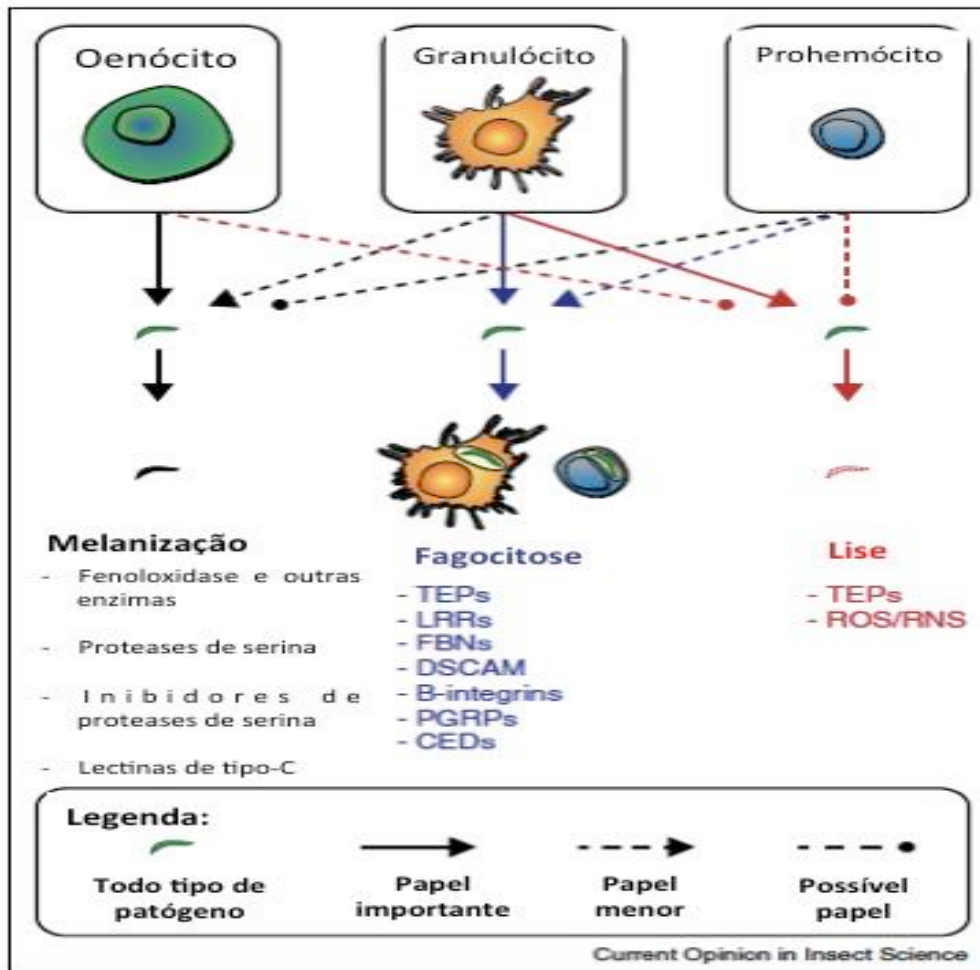 Oenócito
Granulócito
Prohemócito
Melanização
- Fenoloxidase e outras
enzimas
- Proteases de serina
- Inibidores de
proteases de serina
- Lectinas de tipo-C
Fagocitose
- TEPs
- LRRs
- FBNs
- DSCAM
- B-integrins
- PGRPs
- CEDs
Lise
- TEPs
- ROS/RNS
Legenda:
Todo tipo de
patógeno
Papel
importante
Papel
menor
Possível
papel
Current Opinion in Insect Science